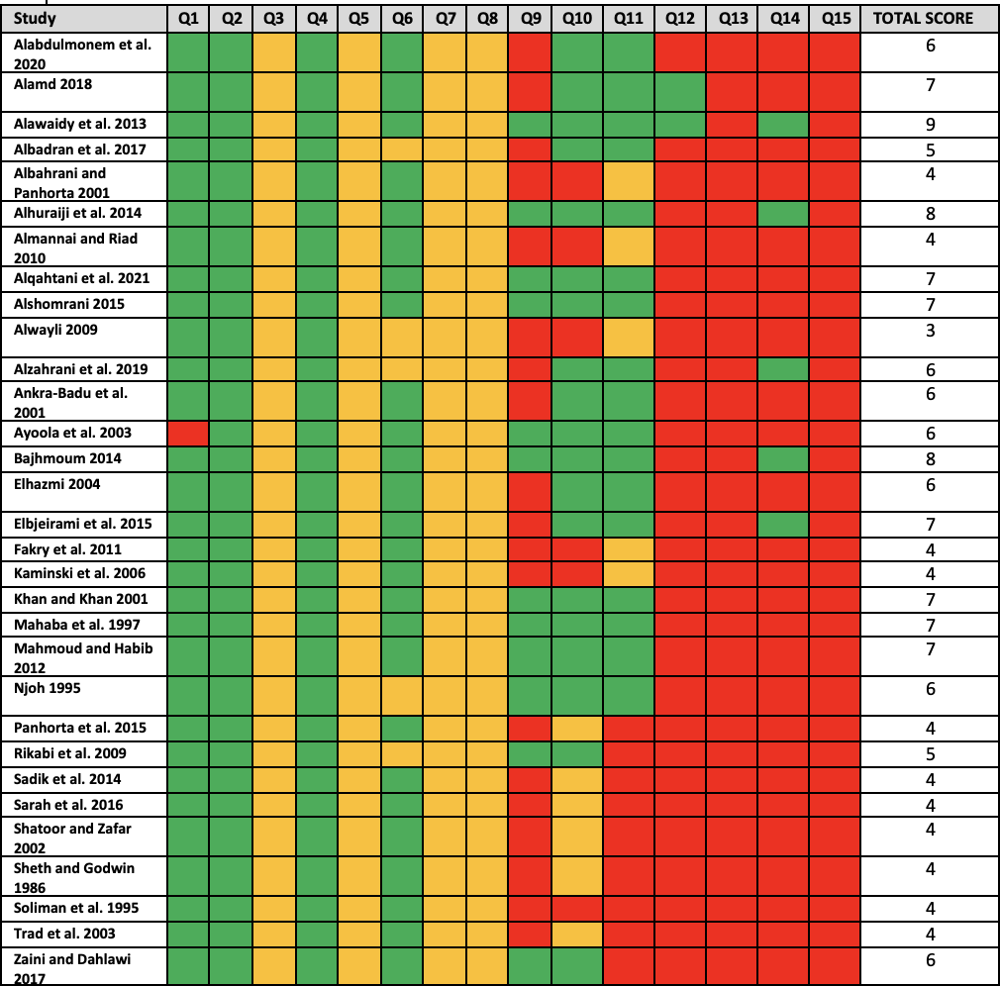 Study Q1 Q2 Q3 Q4 Q5 Q6 Q7 Q8 Q9 Q10 Q11 Q12 Q13 Q14 Q15 TOTAL SCORE
Alabdulmonem et al. 6
2020
Alamd 2018 7
Alawaidy et al. 2013 9
Albadran et al. 2017 5
Albahrani and 4
Panhorta 2001
Alhuraiji et al. 2014 8
Almannai and Riad 4
2010
Alqahtani et al. 2021 7
Alshomrani 2015 7
Alwayli 2009 3
Alzahrani et al. 2019 6
Ankra-Badu et al. 6
2001
Ayoola et al. 2003 6
Bajhmoum 2014 8
Elhazmi 2004 6
Elbjeirami et al. 2015 7
Fakry et al. 2011 4
Kaminski et al. 2006 4
Khan and Khan 2001 7
Mahaba et al. 1997 7
Mahmoud and Habib 7
2012
Njoh 1995 6
Panhorta et al. 2015 4
Rikabi et al. 2009 5
Sadik et al. 2014 4
Sarah et al. 2016 4
Shatoor and Zafar 4
2002
Sheth and Godwin 4
1986
Soliman et al. 1995 4
Trad et al. 2003 4
Zaini and Dahlawi 6
2017